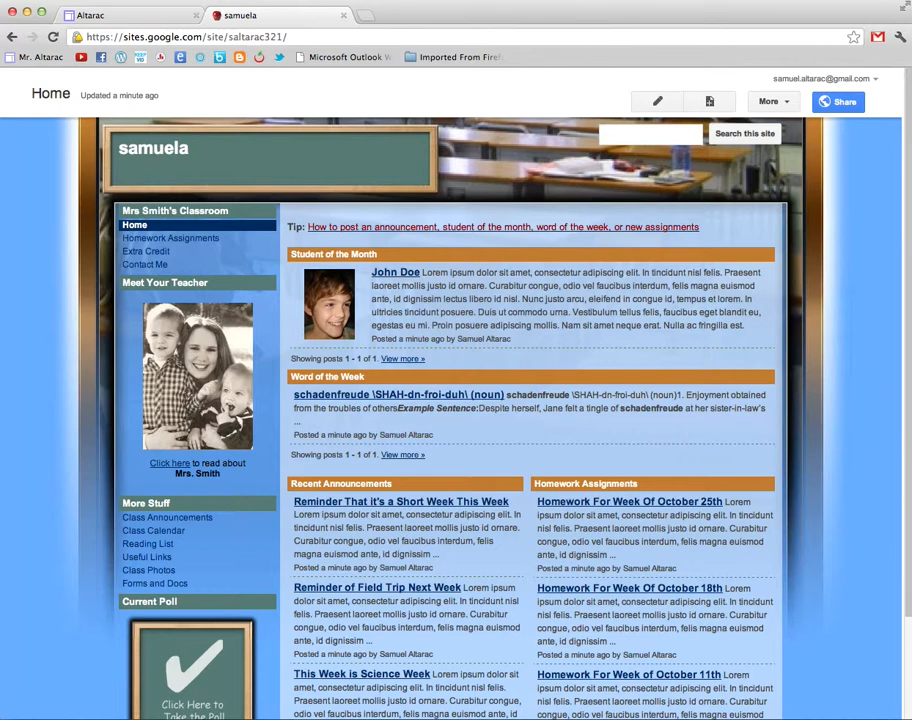 Altarac
samuela
https://sites.google.com/site/saltarac321/
Mr. Altarac
Microsoft Outlook W
Imported From Firef
samuel.altarac@gmail.com
Home
Updated a minute ago
More
Share
samuela
Search this site
Mrs Smith's Classroom
Home
Homework Assignments
Extra Credit
Contact Me
Meet Your Teacher
Click here to read about
Mrs. Smith
More Stuff
Class Announcements
Class Calendar
Reading List
Useful Links
Class Photos
Forms and Docs
Current Poll
Click Here to
Take the Poll
Tip: How to post an announcement, student of the month, word of the week, or new assignments
Student of the Month
John Doe Lorem ipsum dolor sit amet, consectetur adipiscing elit. In tincidunt nisl felis. Praesent
laoreet mollis justo id ornare. Curabitur congue, odio vel faucibus interdum, felis magna euismod
ante, id dignissim lectus libero id nisl. Nunc justo arcu, eleifend in congue id, tempus et lorem. In
ultricies tincidunt posuere. Duis ut commodo urna. Vestibulum tellus felis, faucibus eget blandit eu,
egestas eu mi. Proin posuere adipiscing mollis. Nam sit amet neque erat. Nulla ac fringilla est.
Posted a minute ago by Samuel Altarac
Showing posts 1 - 1 of 1. View more »
Word of the Week
schadenfreude \SHAH-dn-froi-duh\ (noun) schadenfreude \SHAH-dn-froi-duh\ (noun)1. Enjoyment obtained
from the troubles of othersExample Sentence:Despite herself, Jane felt a tingle of schadenfreude at her sister-in-law's
...
Posted a minute ago by Samuel Altarac
Showing posts 1 - 1 of 1. View more »
Recent Announcements
Reminder That it's a Short Week This Week
Lorem ipsum dolor sit amet, consectetur adipiscing elit. In
tincidunt nisl felis. Praesent laoreet mollis justo id ornare.
Curabitur congue, odio vel faucibus interdum, felis
magna euismod ante, id dignissim ...
Posted a minute ago by Samuel Altarac
Reminder of Field Trip Next Week Lorem ipsum
dolor sit amet, consectetur adipiscing elit. In tincidunt nisl
felis. Praesent laoreet mollis justo id ornare. Curabitur
congue, odio vel faucibus interdum, felis magna euismod
ante, id dignissim ...
Posted a minute ago by Samuel Altarac
This Week is Science Week Lorem ipsum dolor
sit amet, consectetur adipiscing elit. In tincidunt nisl felis.
Praesent laoreet mollis justo id ornare. Curabitur congue,
Homework Assignments
Homework For Week Of October 25th Lorem
ipsum dolor sit amet, consectetur adipiscing elit. In
tincidunt nisl felis. Praesent laoreet mollis justo id ornare.
Curabitur congue, odio vel faucibus interdum, felis magna
euismod ante, id dignissim ...
Posted a minute ago by Samuel Altarac
Homework For Week Of October 18th Lorem
ipsum dolor sit amet, consectetur adipiscing elit. In
tincidunt nisl felis. Praesent laoreet mollis justo id ornare.
Curabitur congue, odio vel faucibus interdum, felis magna
euismod ante, id dignissim ...
Posted a minute ago by Samuel Altarac
Homework For Week of October 11th Lorem
ipsum dolor sit amet, consectetur adipiscing elit. In
tincidunt nisl felis. Praesent laoreet mollis justo id ornare.